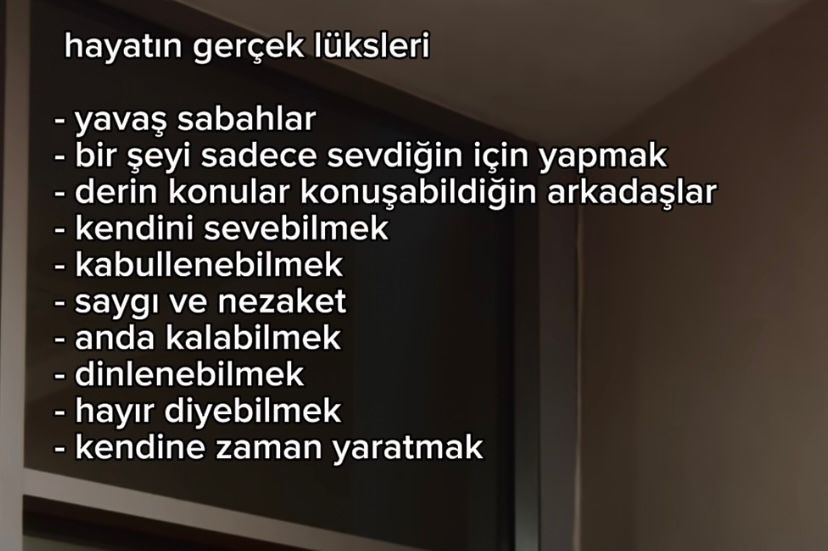 hayatın gerçek lüksleri
- yavaş sabahlar
- bir şeyi sadece sevdiğin için yapmak
- derin konular konuşabildiğin arkadaşlar
- kendini sevebilmek
- kabullenebilmek
- saygı ve nezaket
- anda kalabilmek
- dinlenebilmek
- hayır diyebilmek
- kendine zaman yaratmak